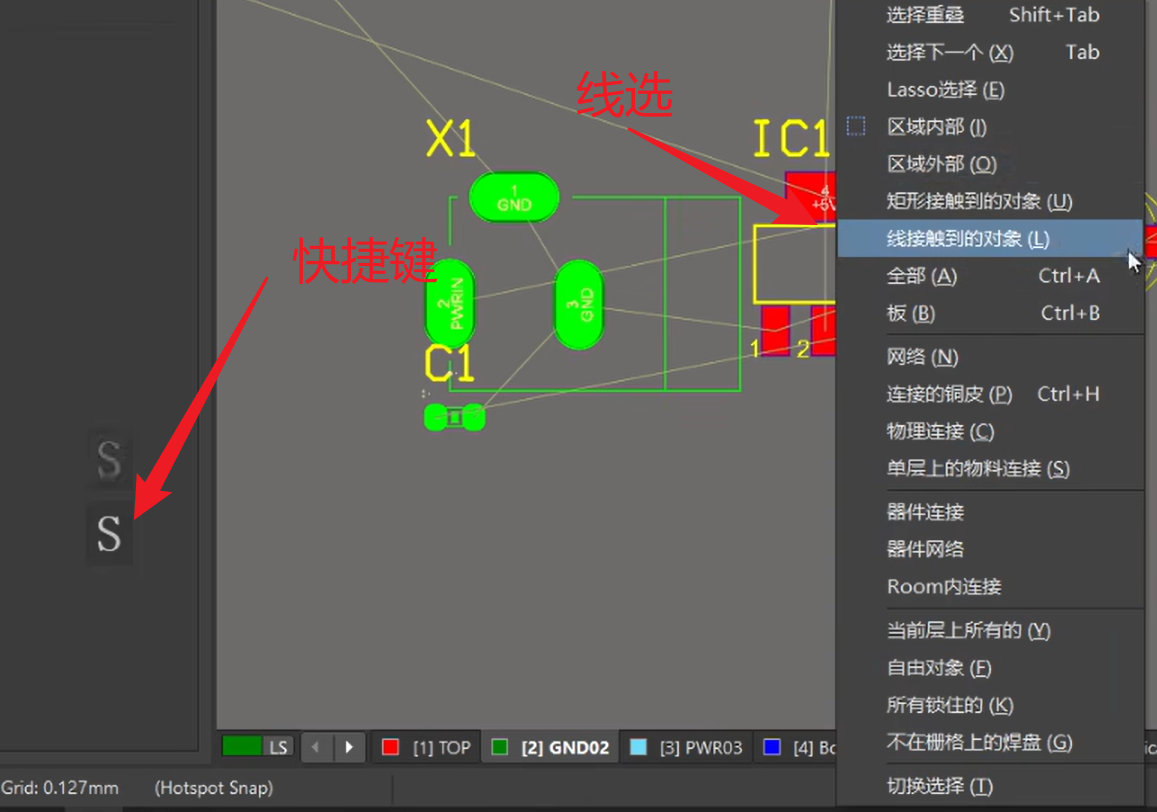 选择重叠 Shift+Tab
选择下一个 (X) Tab
Lasso选择 (E)
区域内部 (I)
区域外部 (O)
矩形接触到的对象 (U)
线接触到的对象 (L)
全部 (A) Ctrl+A
板 (B) Ctrl+B
网络 (N)
连接的铜皮 (P) Ctrl+H
物理连接 (C)
单层上的物料连接 (S)
器件连接
器件网络
Room内连接
当前层上所有的 (Y)
自由对象 (F)
所有锁住的 (K)
不在栅格上的焊盘 (G)
切换选择 (T)
线选
快捷键
X1
IC1
1
GND
4
2
PWRIN
3
GND
C1
1
2
S
S
LS
[1] TOP
[2] GND02
[3] PWR03
Grid: 0.127mm
(Hotspot Snap)